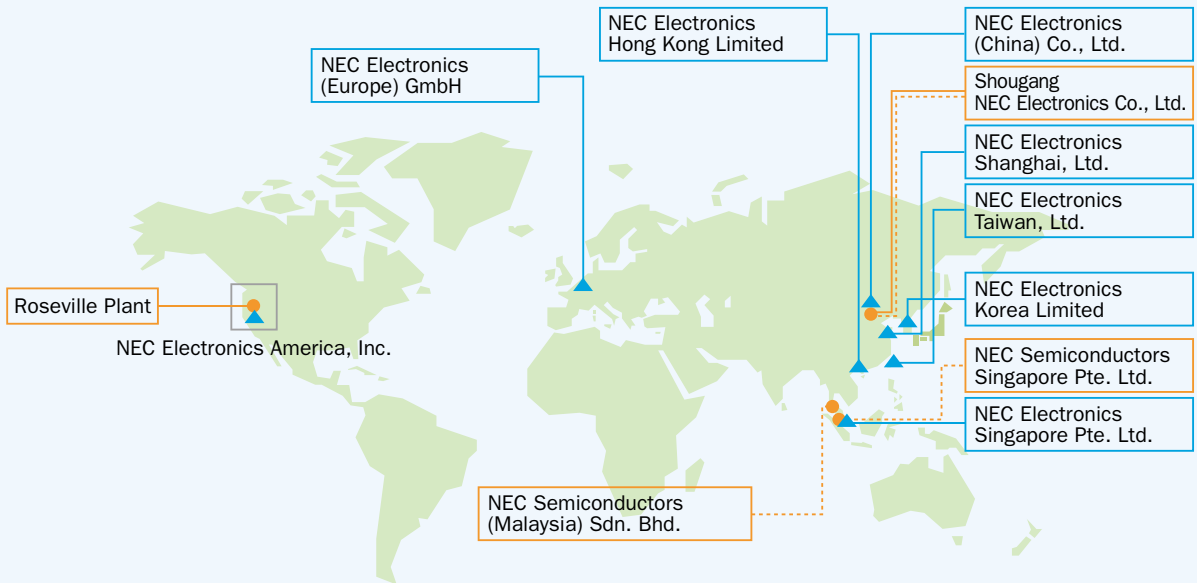 NEC Electronics
Hong Kong Limited
NEC Electronics
(China) Co., Ltd.
NEC Electronics
(Europe) GmbH
Shougang
NEC Electronics Co., Ltd.
NEC Electronics
Shanghai, Ltd.
NEC Electronics
Taiwan, Ltd.
Roseville Plant
NEC Electronics America, Inc.
NEC Electronics
Korea Limited
NEC Semiconductors
Singapore Pte. Ltd.
NEC Electronics
Singapore Pte. Ltd.
NEC Semiconductors
(Malaysia) Sdn. Bhd.